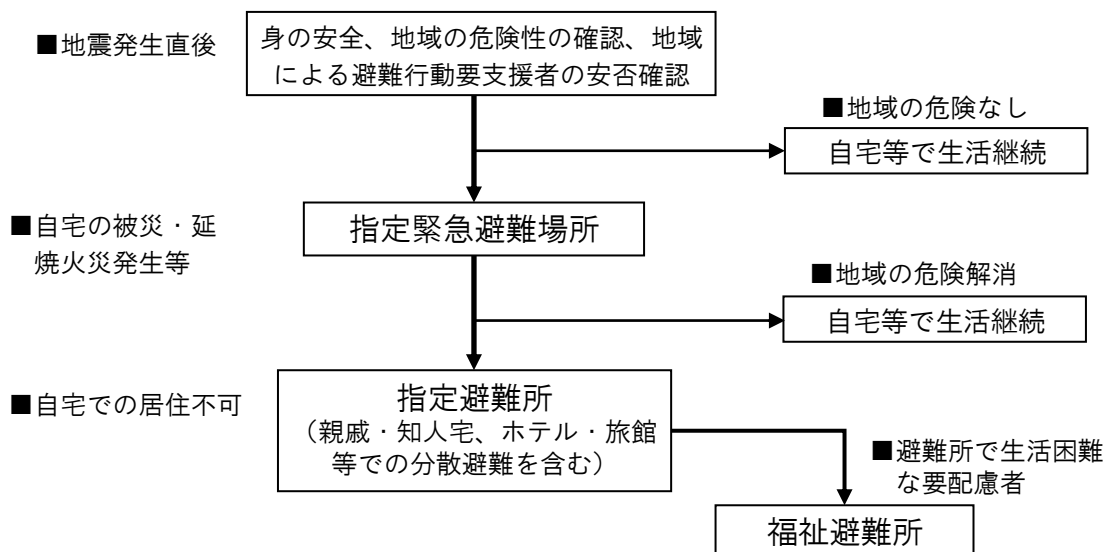 ■地震発生直後
身の安全、地域の危険性の確認、地域
による避難行動要支援者の安否確認
■地域の危険なし
自宅等で生活継続
■自宅の被災・延
焼火災発生等
指定緊急避難場所
■地域の危険解消
自宅等で生活継続
■自宅での居住不可
指定避難所
（親戚・知人宅、ホテル・旅館
等での分散避難を含む）
■避難所で生活困難
な要配慮者
福祉避難所